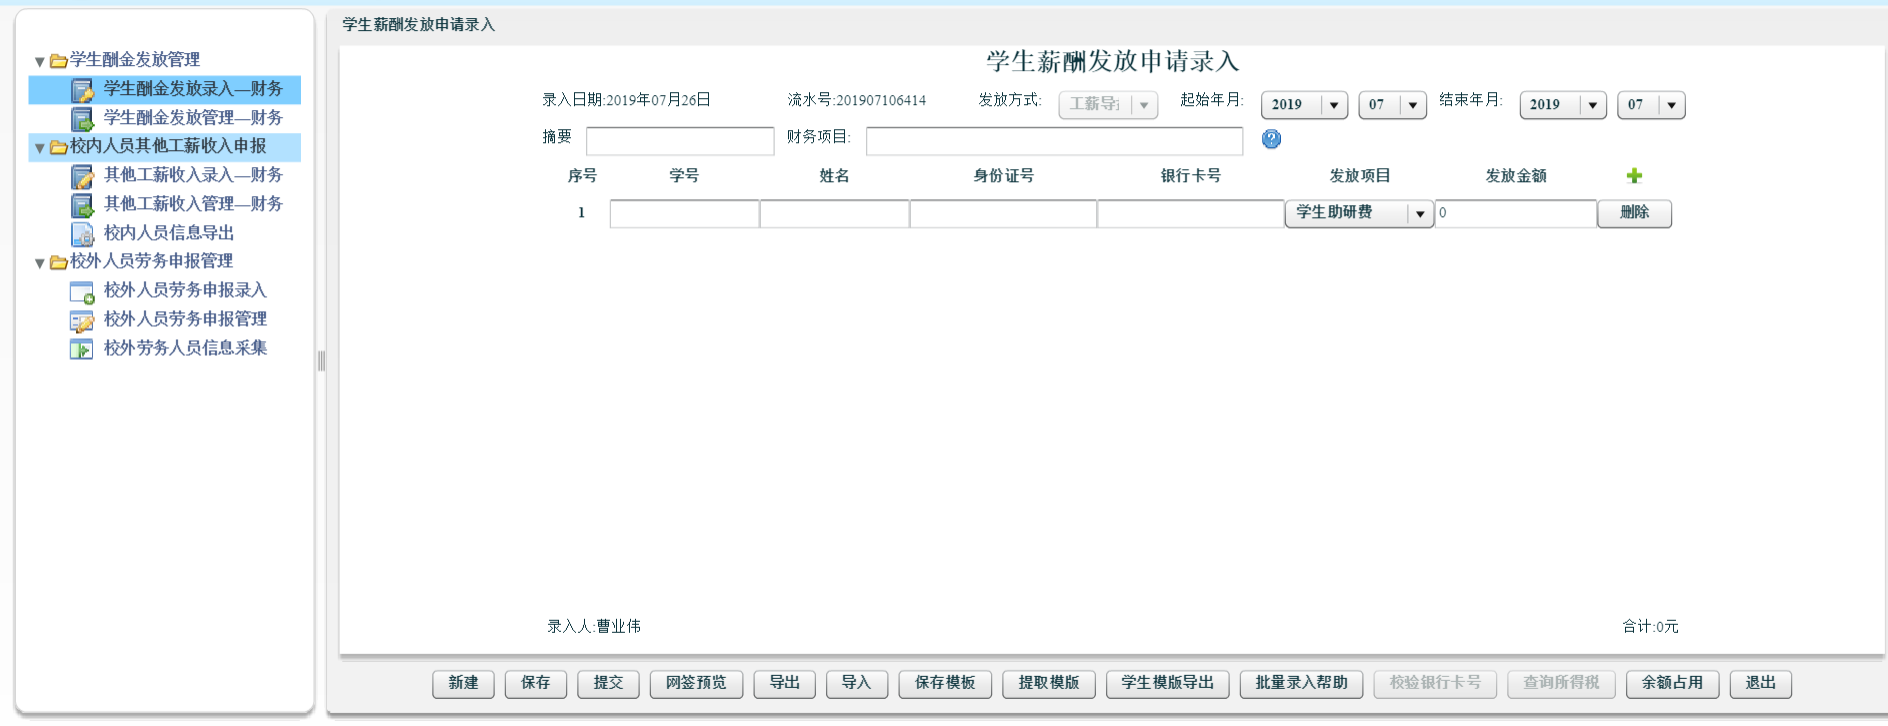 学生酬金发放管理
学生酬金发放录入—财务
学生酬金发放管理—财务
校内人员其他工薪收入申报
其他工薪收入录入—财务
其他工薪收入管理—财务
校内人员信息导出
校外人员劳务申报管理
校外人员劳务申报录入
校外人员劳务申报管理
校外劳务人员信息采集
学生薪酬发放申请录入
学生薪酬发放申请录入
录入日期:2019年07月26日 流水号:201907106414 发放方式: 工薪导 起始年月: 2019 07 结束年月: 2019 07
摘要 财务项目:
序号 学号 姓名 身份证号 银行卡号 发放项目 发放金额
1 学生助研费 0 删除
录入人:曹业伟 合计:0元
新建 保存 提交 网签预览 导出 导入 保存模板 提取模版 学生模版导出 批量录入帮助 校验银行卡号 查询所得税 余额占用 退出